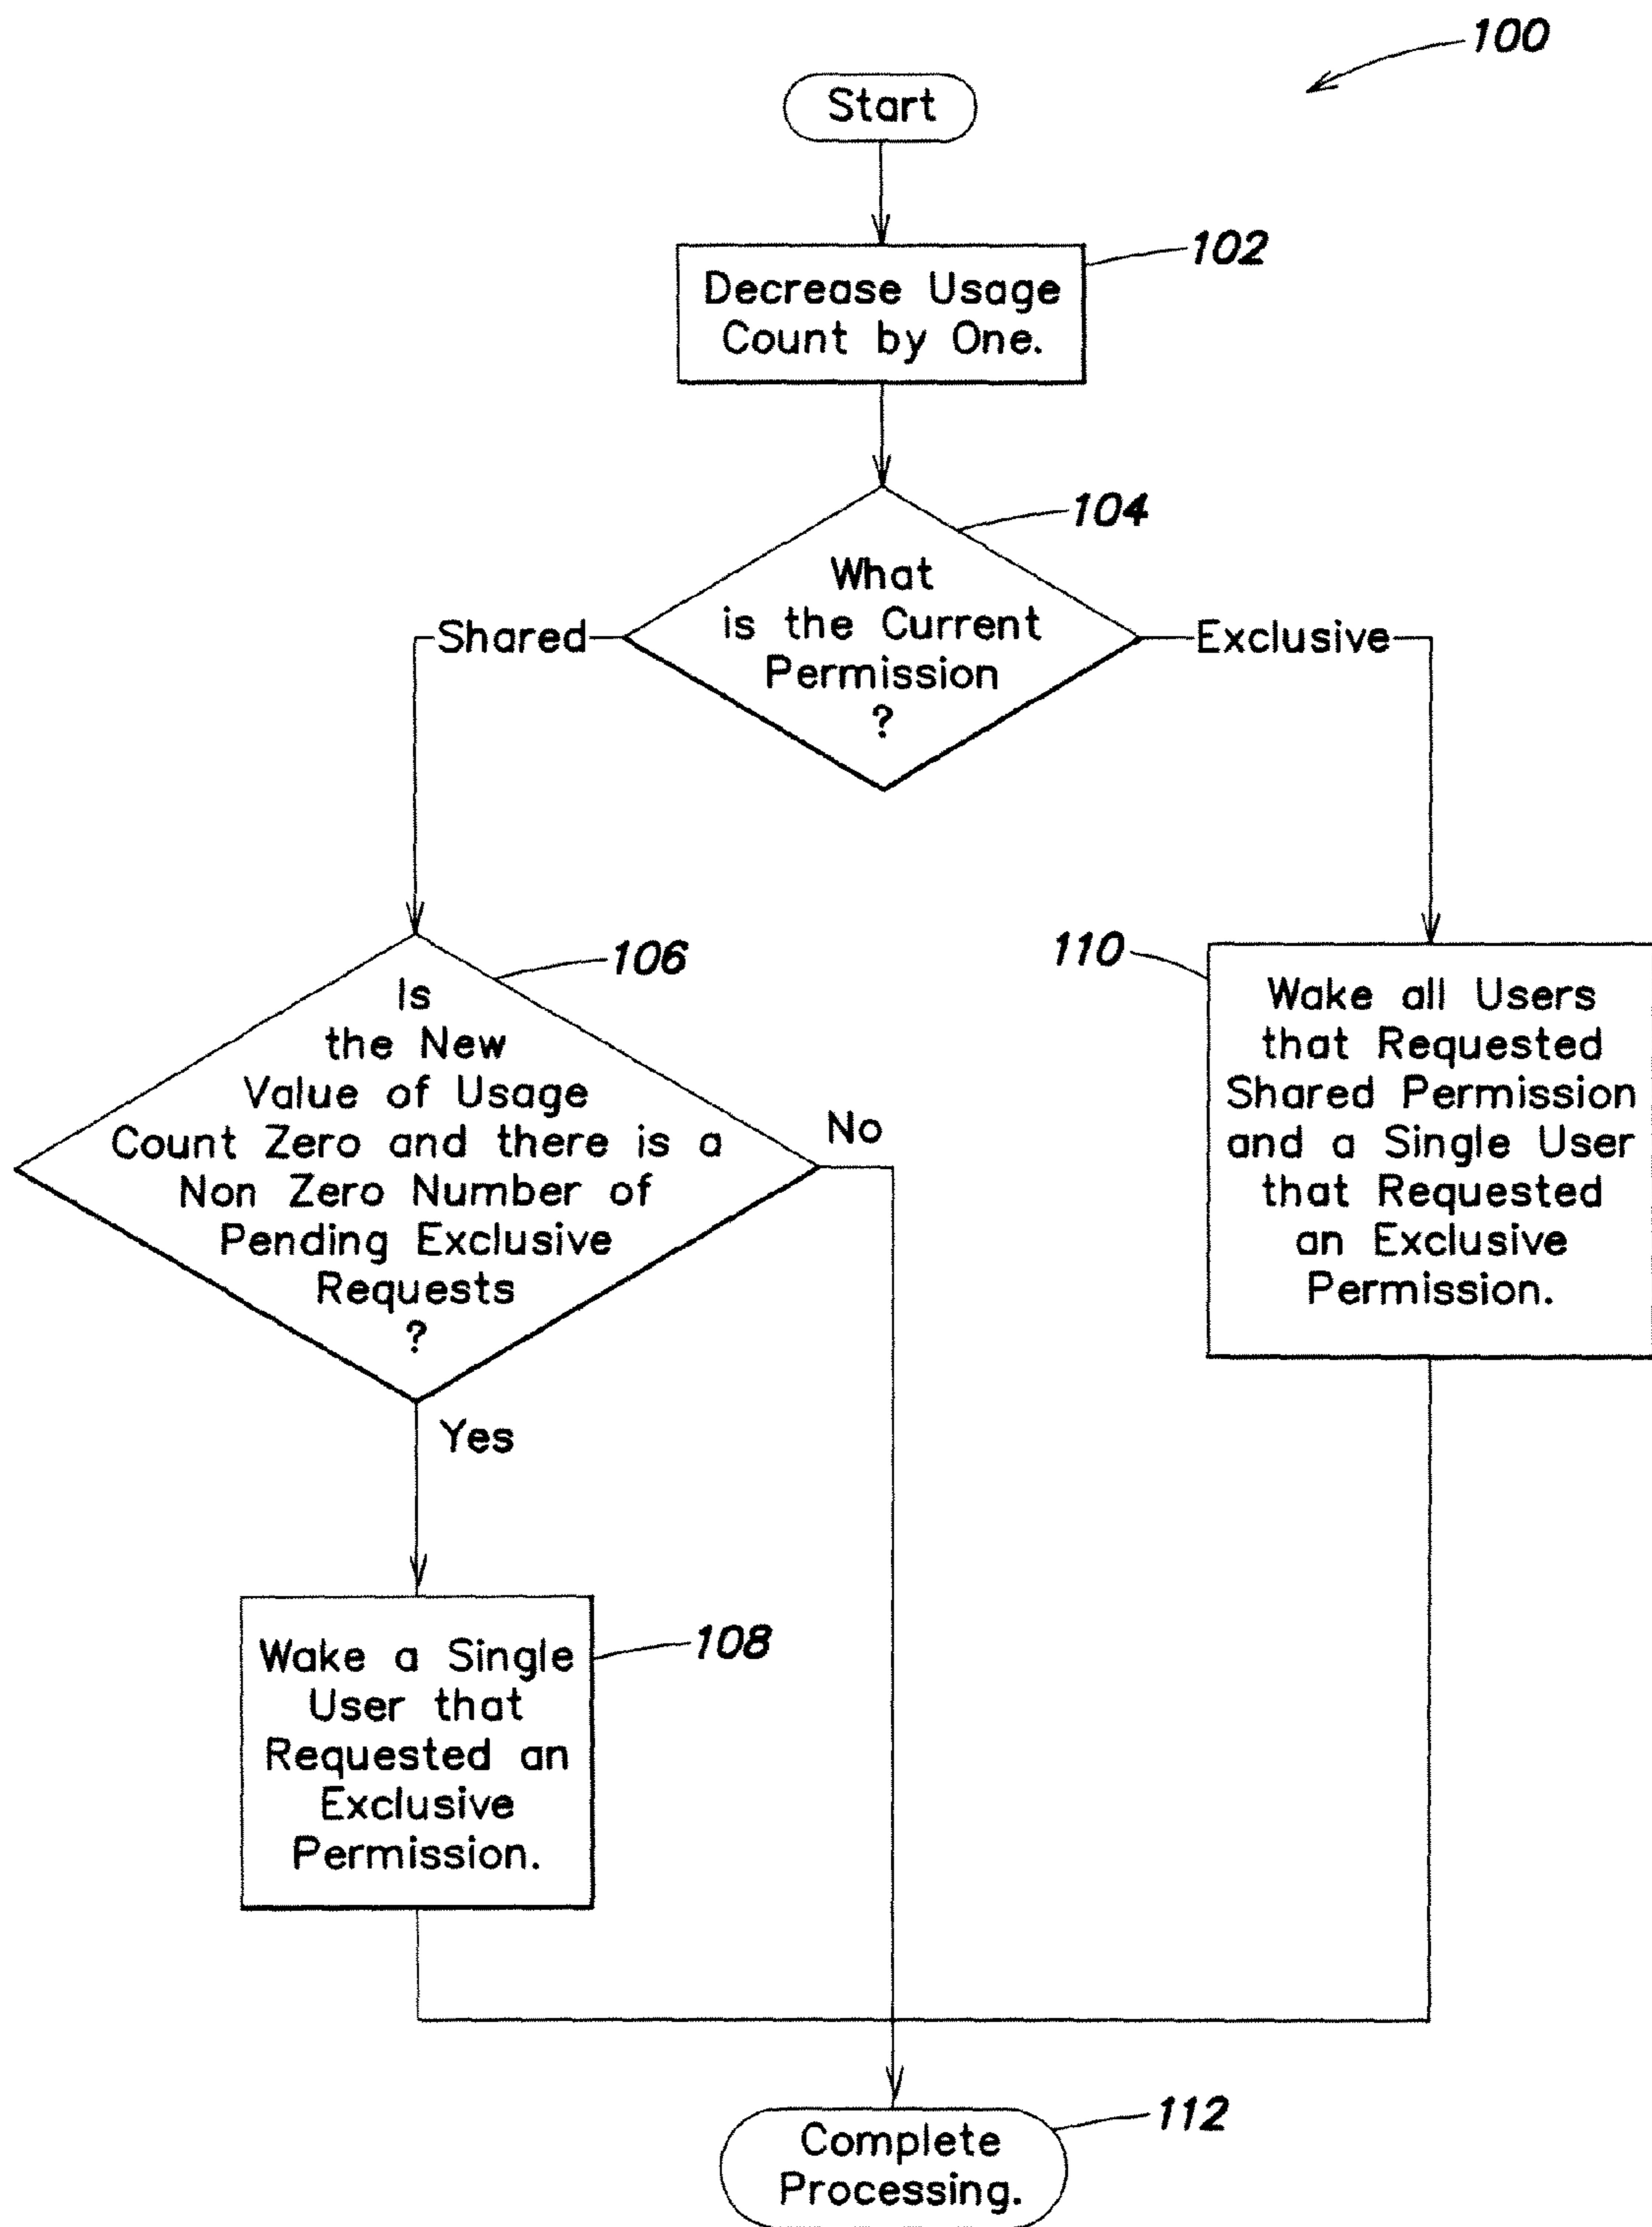 100
Start
102
Decrease Usage
Count by One.
104
What
is the Current
Permission
?
Shared
Exclusive
106
Is
the New
Value of Usage
Count Zero and there is a
Non Zero Number of
Pending Exclusive
Requests
?
No
Yes
110
Wake all Users
that Requested
Shared Permission
and a Single User
that Requested
an Exclusive
Permission.
108
Wake a Single
User that
Requested an
Exclusive
Permission.
112
Complete
Processing.